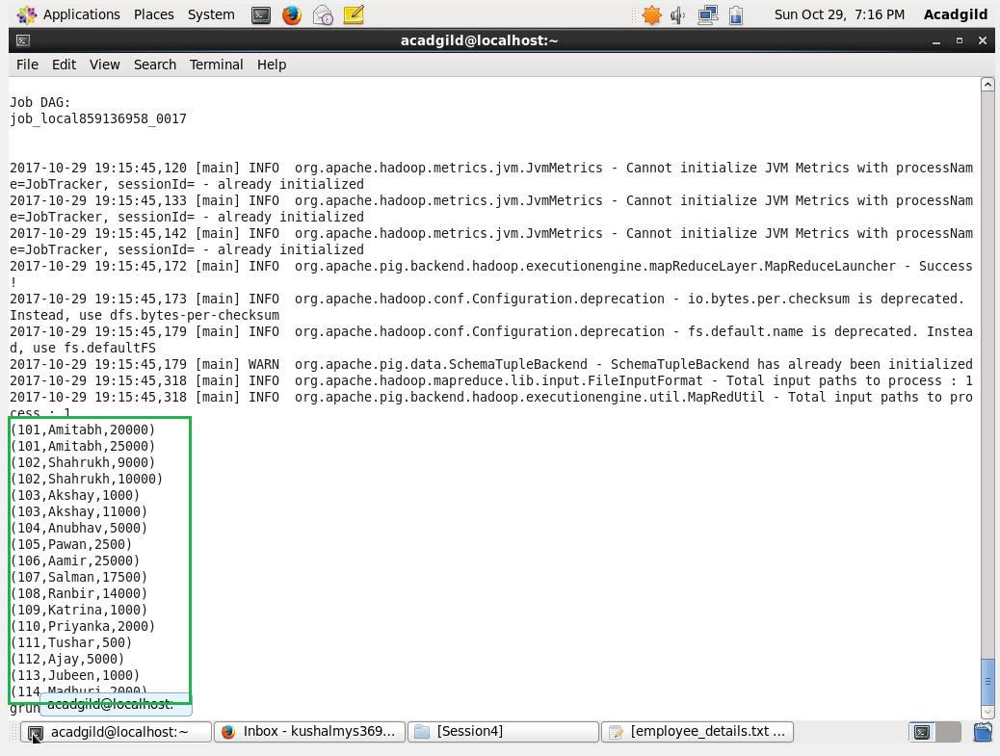 Applications Places System Sun Oct 29, 7:16 PM Acadgild
acadgild@localhost:~
File Edit View Search Terminal Help
Job DAG:
job_local859136958_0017
2017-10-29 19:15:45,120 [main] INFO  org.apache.hadoop.metrics.jvm.JvmMetrics - Cannot initialize JVM Metrics with processNam
e=JobTracker, sessionId= - already initialized
2017-10-29 19:15:45,133 [main] INFO  org.apache.hadoop.metrics.jvm.JvmMetrics - Cannot initialize JVM Metrics with processNam
e=JobTracker, sessionId= - already initialized
2017-10-29 19:15:45,142 [main] INFO  org.apache.hadoop.metrics.jvm.JvmMetrics - Cannot initialize JVM Metrics with processNam
e=JobTracker, sessionId= - already initialized
2017-10-29 19:15:45,172 [main] INFO  org.apache.pig.backend.hadoop.executionengine.mapReduceLayer.MapReduceLauncher - Success
!
2017-10-29 19:15:45,173 [main] INFO  org.apache.hadoop.conf.Configuration.deprecation - io.bytes.per.checksum is deprecated.
Instead, use dfs.bytes-per-checksum
2017-10-29 19:15:45,179 [main] INFO  org.apache.hadoop.conf.Configuration.deprecation - fs.default.name is deprecated. Instea
d, use fs.defaultFS
2017-10-29 19:15:45,179 [main] WARN  org.apache.pig.data.SchemaTupleBackend - SchemaTupleBackend has already been initialized
2017-10-29 19:15:45,318 [main] INFO  org.apache.hadoop.mapreduce.lib.input.FileInputFormat - Total input paths to process : 1
2017-10-29 19:15:45,318 [main] INFO  org.apache.pig.backend.hadoop.executionengine.util.MapRedUtil - Total input paths to pro
cess : 1
(101,Amitabh,20000)
(101,Amitabh,25000)
(102,Shahrukh,9000)
(102,Shahrukh,10000)
(103,Akshay,1000)
(103,Akshay,11000)
(104,Anubhav,5000)
(105,Pawan,2500)
(106,Aamir,25000)
(107,Salman,17500)
(108,Ranbir,14000)
(109,Katrina,1000)
(110,Priyanka,2000)
(111,Tushar,500)
(112,Ajay,5000)
(113,Jubeen,1000)
(114,Madhuri,2000)
grun acadgild@localhost:
acadgild@localhost:~ Inbox - kushalmys369... [Session4] [employee_details.txt ...